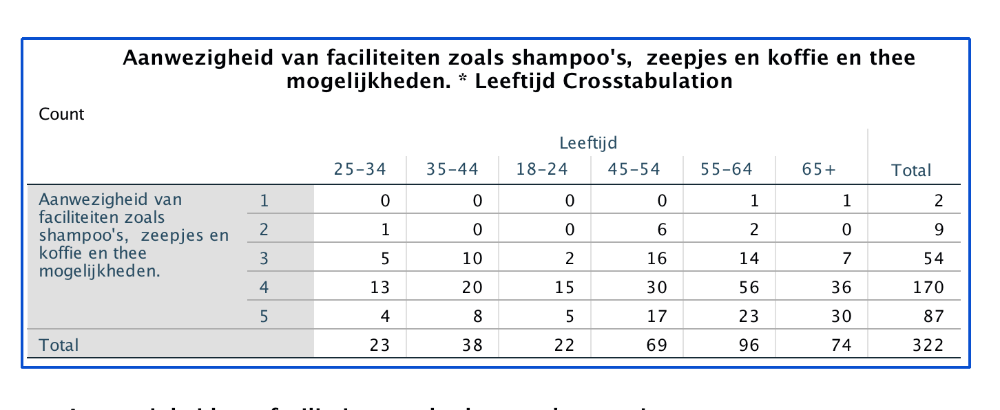 Aanwezigheid van faciliteiten zoals shampoo's,  zeepjes en koffie en thee
mogelijkheden. * Leeftijd Crosstabulation
Count
Leeftijd
25-34 35-44 18-24 45-54 55-64 65+ Total
Aanwezigheid van
faciliteiten zoals
shampoo's,  zeepjes en
koffie en thee
mogelijkheden.
1 0 0 0 0 1 1 2
2 1 0 0 6 2 0 9
3 5 10 2 16 14 7 54
4 13 20 15 30 56 36 170
5 4 8 5 17 23 30 87
Total 23 38 22 69 96 74 322